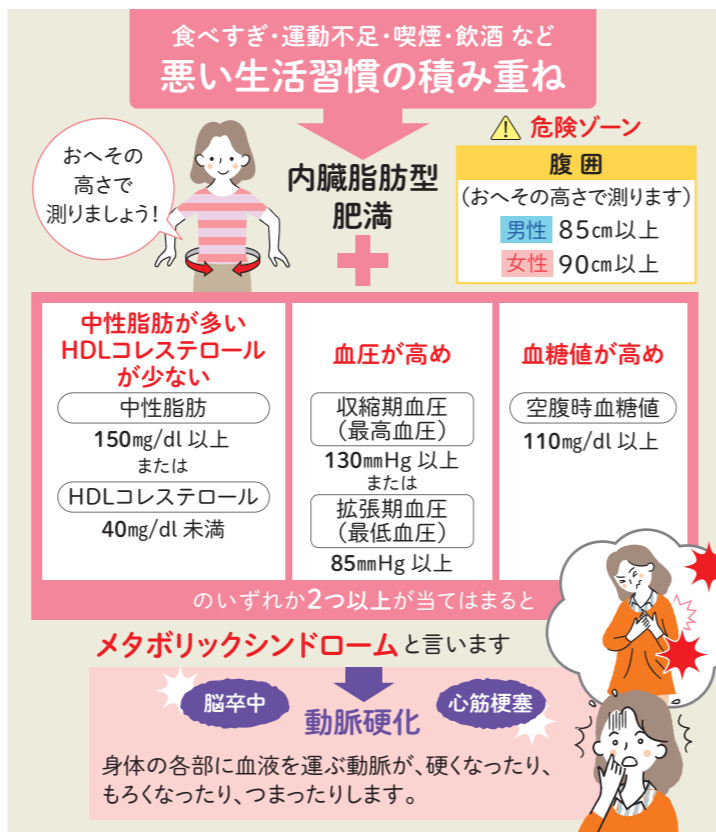 食べすぎ・運動不足・喫煙・飲酒 など
悪い生活習慣の積み重ね
おへその
高さで
測りましょう!
内臓脂肪型
肥満
危険ゾーン
腹囲
(おへその高さで測ります)
男性 85cm以上
女性 90cm以上
中性脂肪が多い
HDLコレステロール
が少ない
中性脂肪
150mg/dl 以上
または
HDLコレステロール
40mg/dl 未満
血圧が高め
収縮期血圧
(最高血圧)
130mmHg 以上
または
拡張期血圧
(最低血圧)
85mmHg 以上
血糖値が高め
空腹時血糖値
110mg/dl 以上
のいずれか2つ以上が当てはまると
メタボリックシンドロームと言います
脳卒中
動脈硬化
心筋梗塞
身体の各部に血液を運ぶ動脈が、硬くなったり、
もろくなったり、つまったりします。